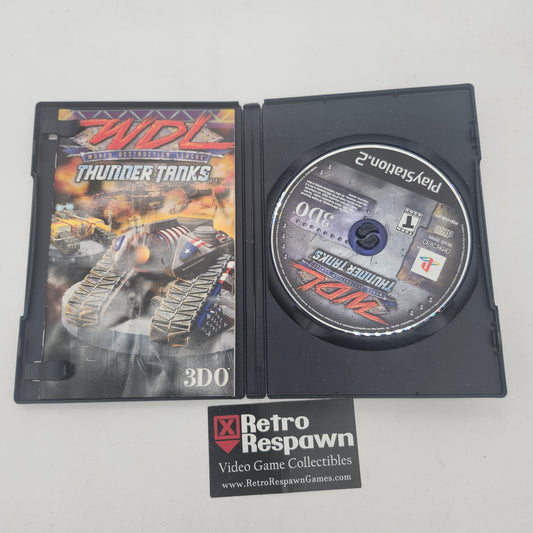 WDL
WORLD DESTRUCTION LEAGUE
THUNDER TANKS
3DO
PlayStation.2
3DO
T
WDL
THUNDER TANKS
Retro
Respawn
Video Game Collectibles
www.RetroRespawnGames.com